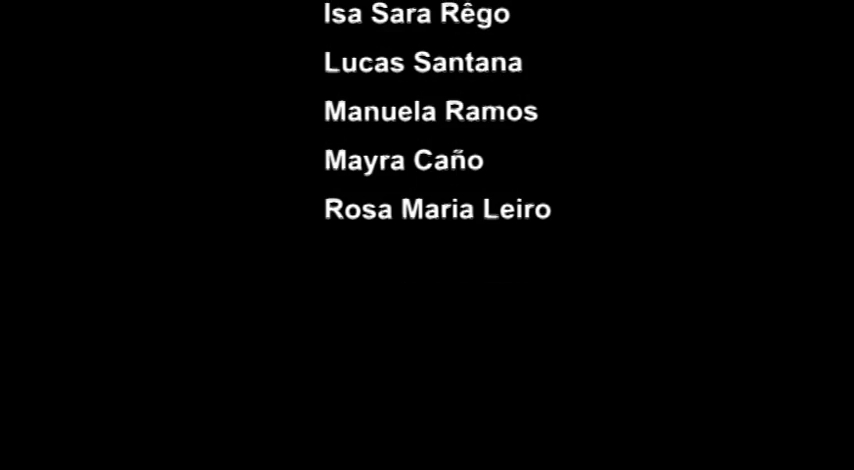 Isa Sara Rêgo
Lucas Santana
Manuela Ramos
Mayra Caño
Rosa Maria Leiro